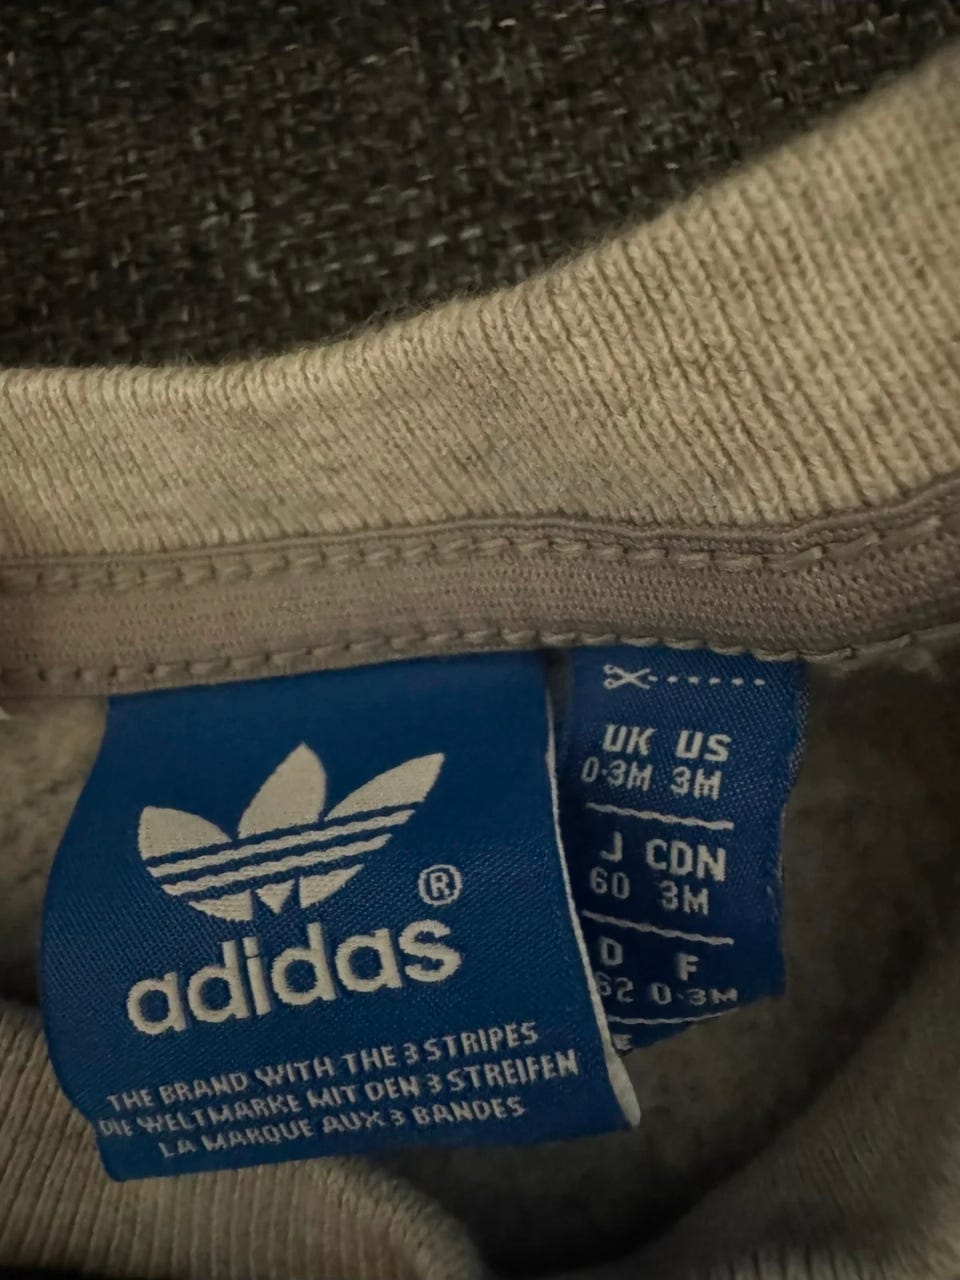 adidas®
THE BRAND WITH THE 3 STRIPES
DIE WELTMARKE MIT DEN 3 STREIFEN
LA MARQUE AUX 3 BANDES
UK US
0-3M 3M
J CDN
60 3M
D F
62 0-3M
E